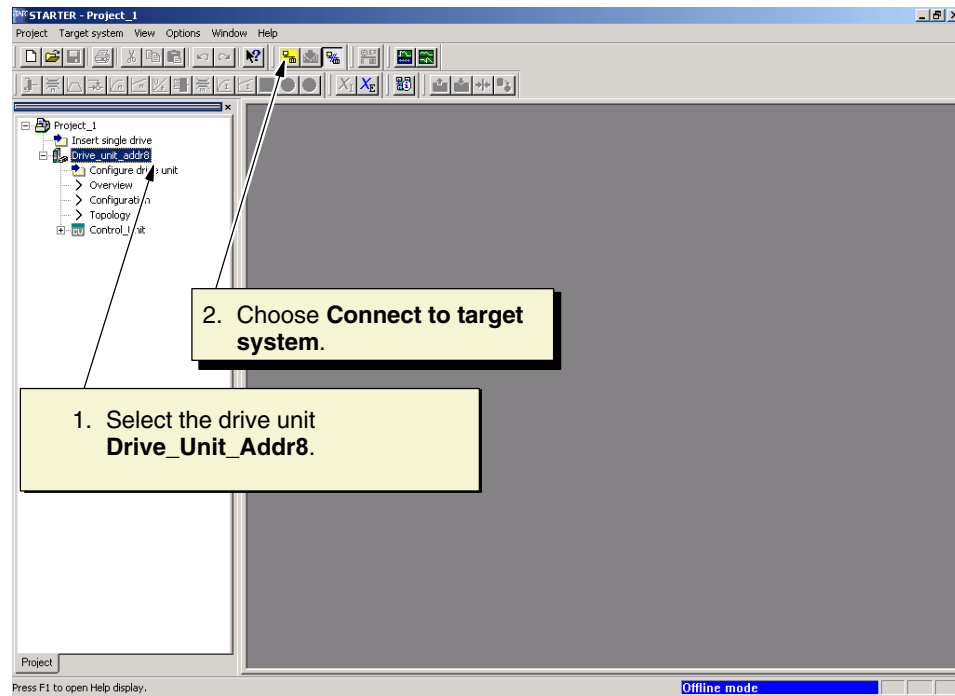 STARTER - Project_1
Project Target system View Options Window Help
Project_1
Insert single drive
Drive_unit_addr8
Configure drive unit
Overview
Configuration
Topology
Control_Unit
2. Choose Connect to target
system.
1. Select the drive unit
Drive_Unit_Addr8.
Project
Press F1 to open Help display.
Offline mode